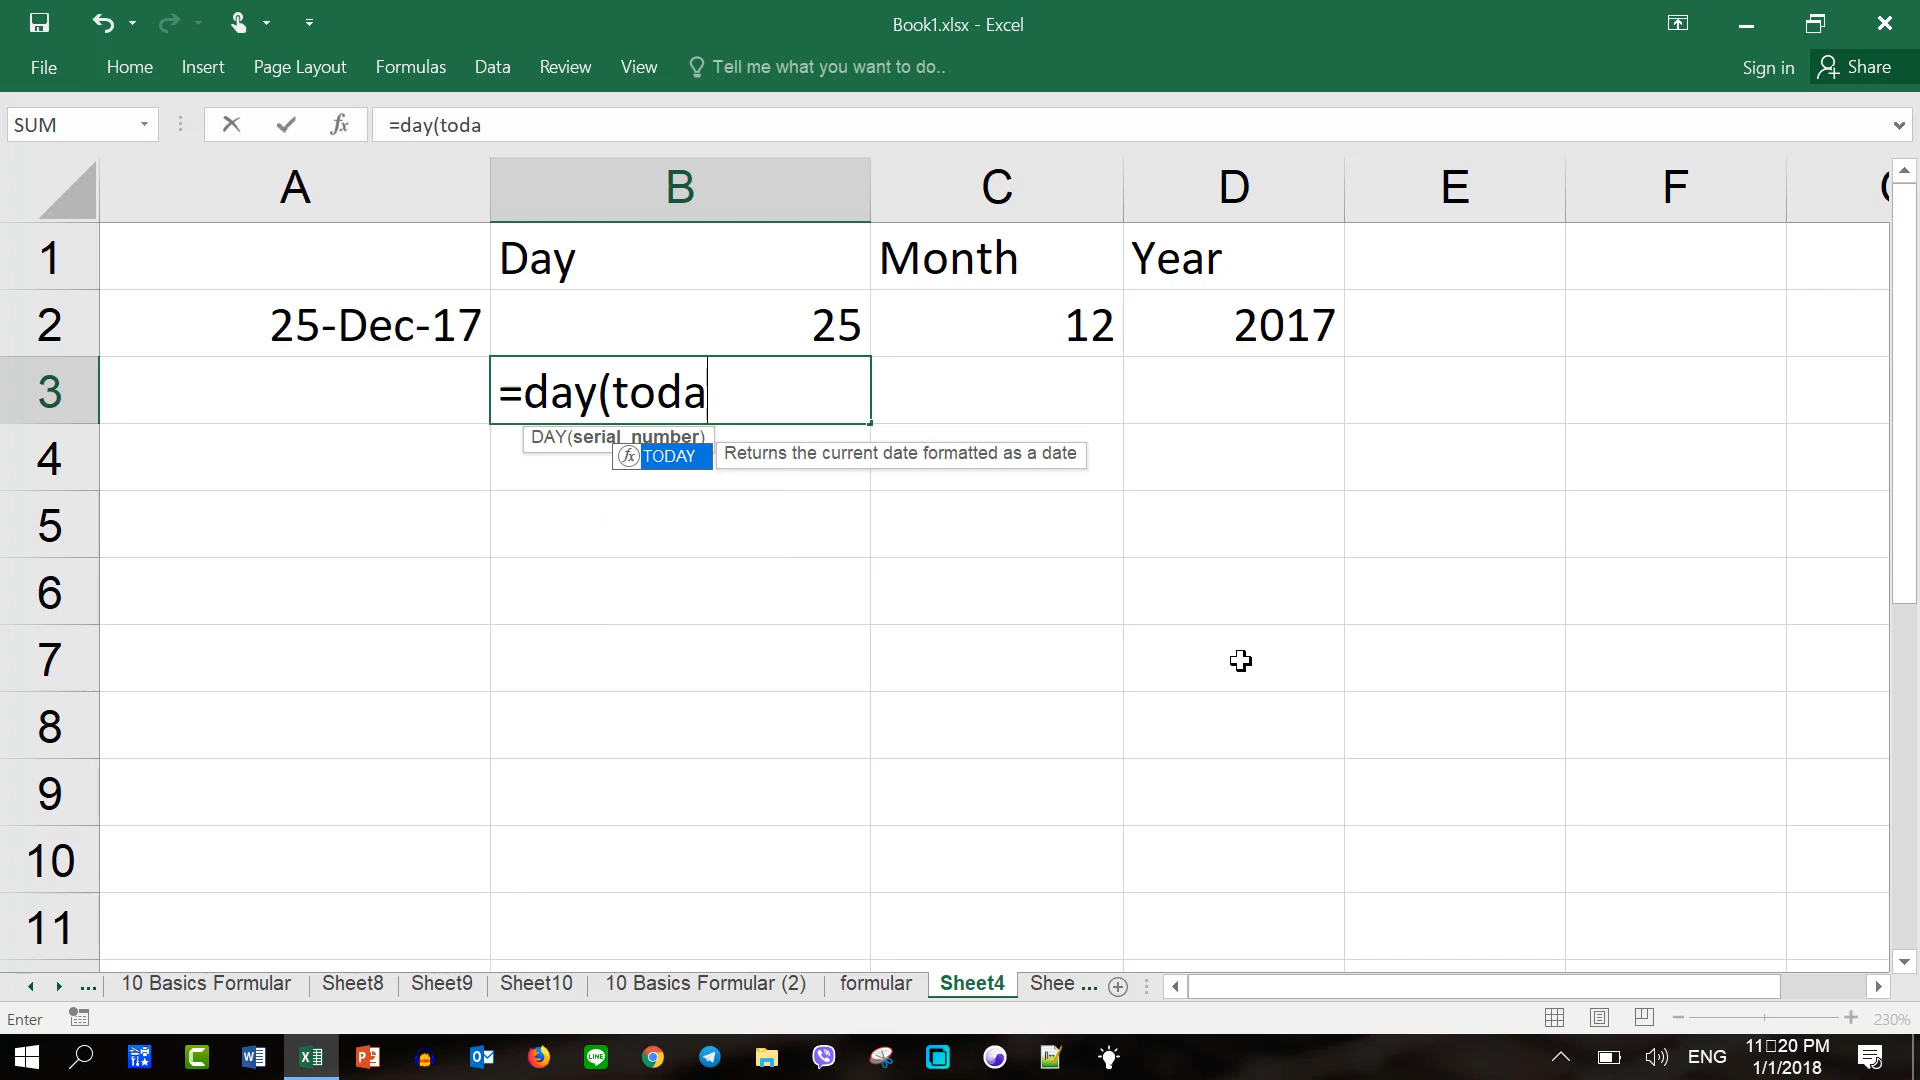 Book1.xlsx - Excel
File Home Insert Page Layout Formulas Data Review View Tell me what you want to do.. Sign in Share
SUM fx =day(toda
A B C D E F
1 Day Month Year
2 25-Dec-17 25 12 2017
3 =day(toda
DAY(serial_number)
4 fx TODAY Returns the current date formatted as a date
5
6
7
8
9
10
11
... 10 Basics Formular Sheet8 Sheet9 Sheet10 10 Basics Formular (2) formular Sheet4 Shee ...
Enter 230%
ENG 11□20 PM
1/1/2018